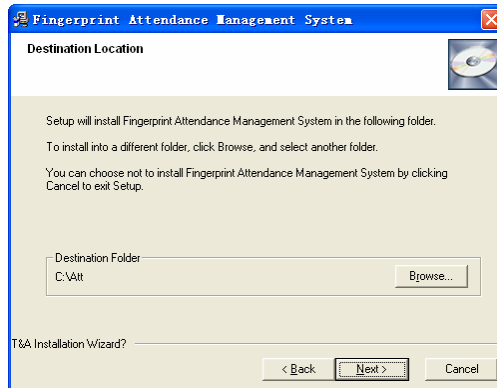 Fingerprint Attendance Management System
Destination Location
Setup will install Fingerprint Attendance Management System in the following folder.
To install into a different folder, click Browse, and select another folder.
You can choose not to install Fingerprint Attendance Management System by clicking
Cancel to exit Setup.
Destination Folder
C:\Att
Browse...
T&A Installation Wizard?
< Back
Next >
Cancel